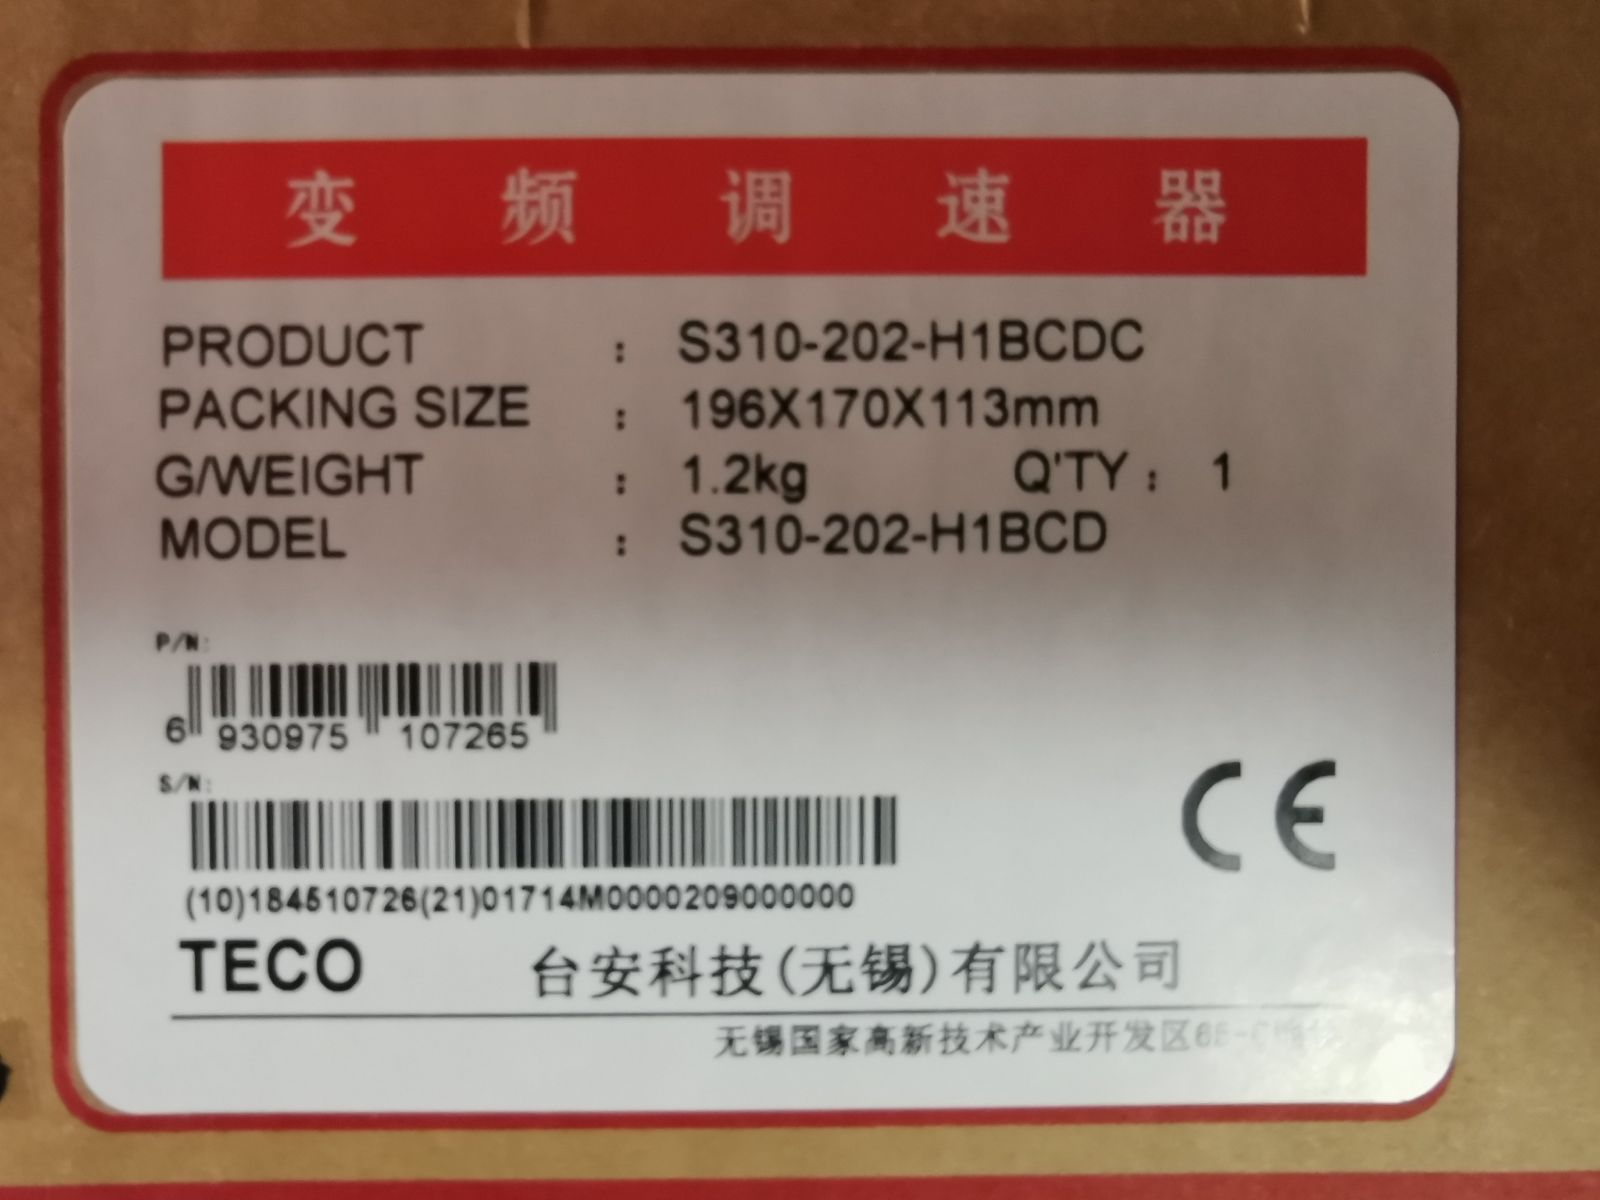 变频调速器
PRODUCT : S310-202-H1BCDC
PACKING SIZE : 196X170X113mm
G/WEIGHT : 1.2kg Q'TY : 1
MODEL : S310-202-H1BCD
P/N:
6 930975 107265
S/N:
(10)184510726(21)01714M0000209000000
CE
TECO 台安科技(无锡)有限公司
无锡国家高新技术产业开发区